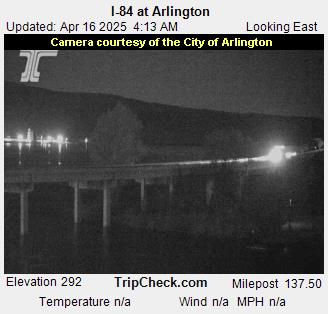 I-84 at Arlington
Updated: Apr 16 2025 4:13 AM Looking East
Camera courtesy of the City of Arlington
Elevation 292 TripCheck.com Milepost 137.50
Temperature n/a Wind n/a MPH n/a